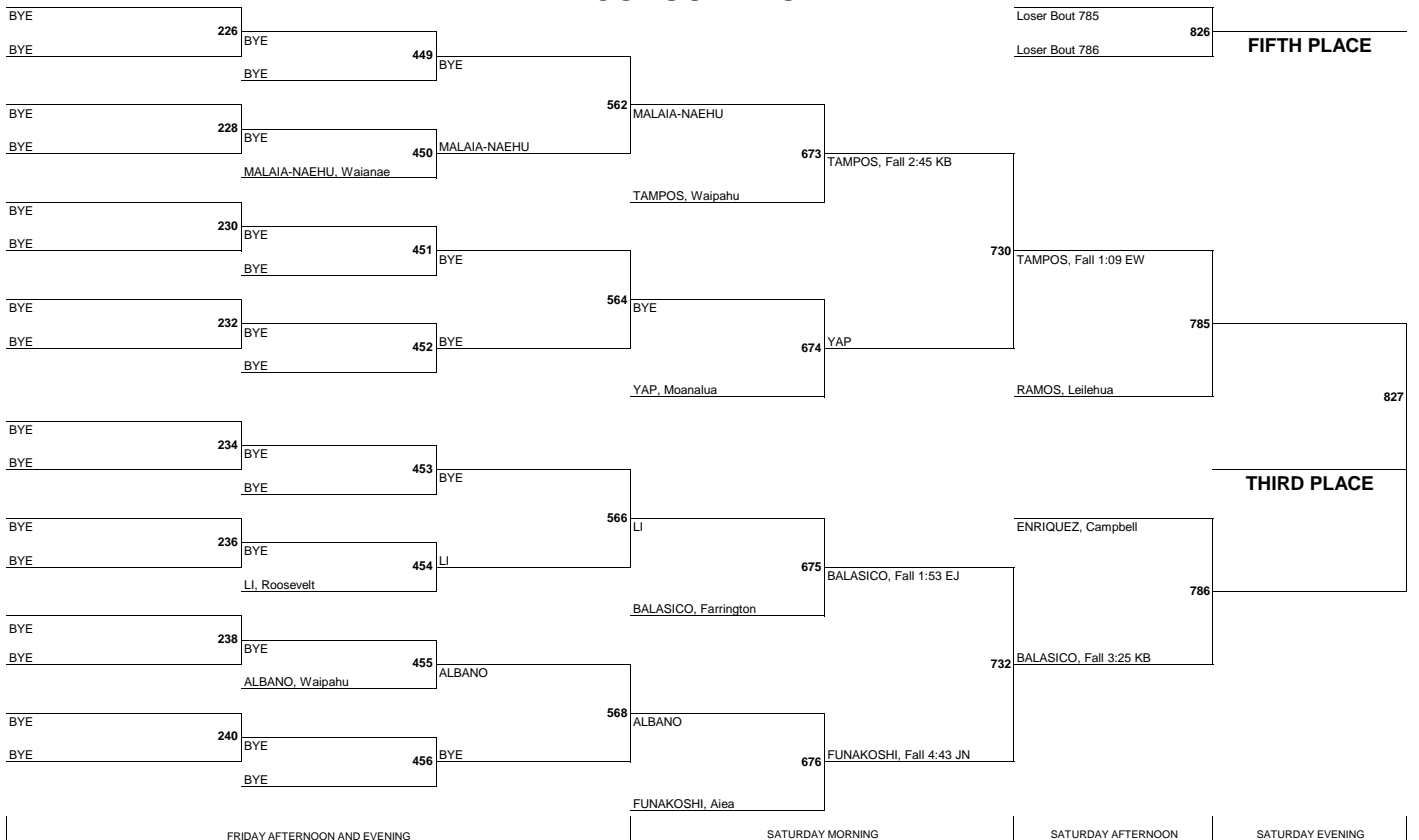 BYE
226
BYE
BYE
449
BYE
BYE
BYE
228
BYE
BYE
450
MALAIA-NAEHU
MALAIA-NAEHU, Waianae
562
MALAIA-NAEHU
673
TAMPOS, Fall 2:45 KB
TAMPOS, Waipahu
BYE
230
BYE
BYE
451
BYE
BYE
564
BYE
BYE
232
BYE
BYE
452
BYE
BYE
674
YAP
YAP, Moanalua
730
TAMPOS, Fall 1:09 EW
785
RAMOS, Leilehua
827
BYE
234
BYE
BYE
453
BYE
BYE
566
LI
BYE
236
BYE
BYE
454
LI
LI, Roosevelt
675
BALASICO, Fall 1:53 EJ
BALASICO, Farrington
BYE
238
BYE
BYE
455
ALBANO
ALBANO, Waipahu
568
ALBANO
BYE
240
BYE
BYE
456
BYE
BYE
676
FUNAKOSHI, Fall 4:43 JN
FUNAKOSHI, Aiea
732
BALASICO, Fall 3:25 KB
786
ENRIQUEZ, Campbell
THIRD PLACE
Loser Bout 785
826
Loser Bout 786
FIFTH PLACE
FRIDAY AFTERNOON AND EVENING
SATURDAY MORNING
SATURDAY AFTERNOON
SATURDAY EVENING